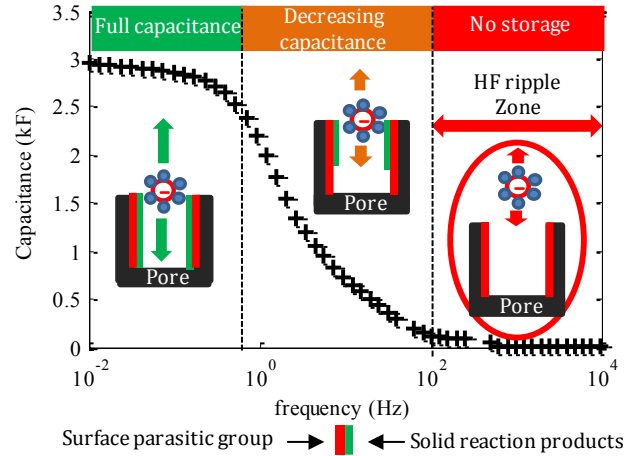 Full capacitance
Decreasing
capacitance
No storage
HF ripple
Zone
Capacitance (kF)
3.5
3
2.5
2
1.5
1
0.5
0
Pore
Pore
Pore
10^-2
10^0
10^2
10^4
frequency (Hz)
Surface parasitic group
Solid reaction products